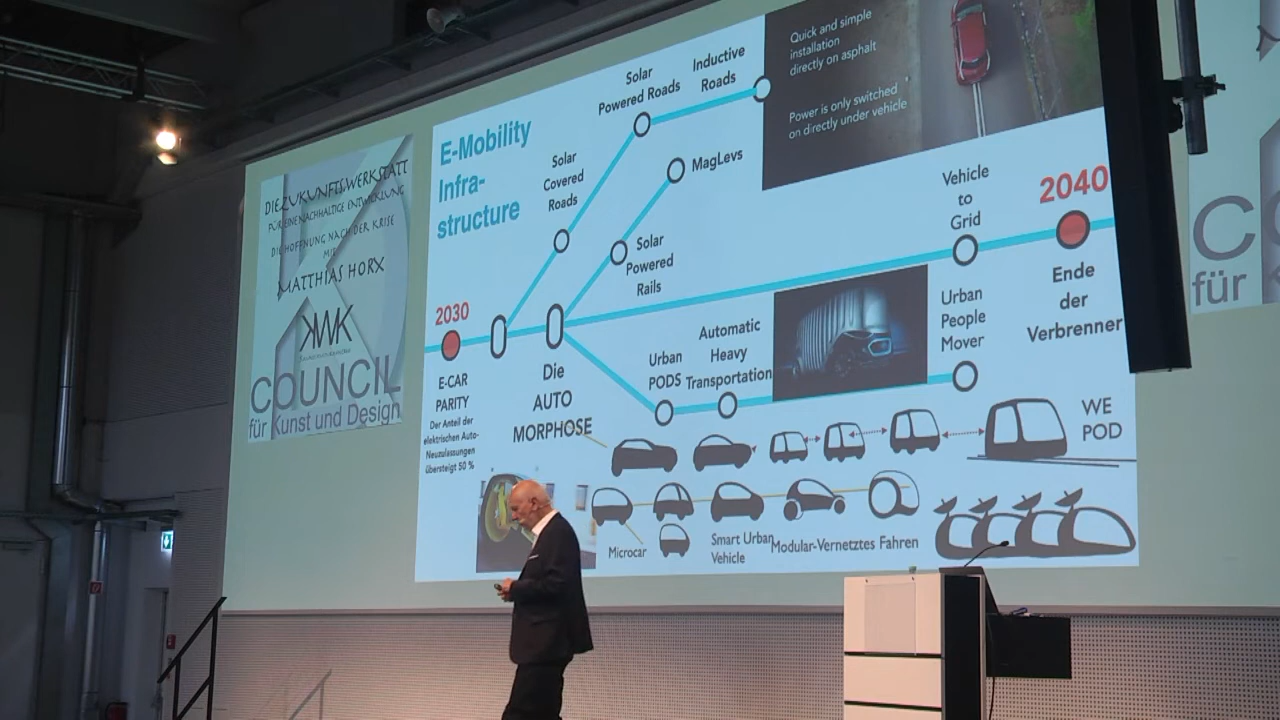 DIE ZUKUNFTSWERKSTATT
FÜR EINE NACHHALTIGE ENTWICKLUNG
DIE HOFFNUNG NACH DER KRISE
MIT
MATTHIAS HORX
KWK
COUNCIL
für Kunst und Design
E-Mobility
Infra-
structure
2030
E-CAR
PARITY
Der Anteil der
elektrischen Auto-
Neuzulassungen
übersteigt 50 %
Die
AUTO
MORPHOSE
Solar
Covered
Roads
Solar
Powered Roads
Inductive
Roads
MagLevs
Solar
Powered
Rails
Quick and simple
installation
directly on asphalt
Power is only switched
on directly under vehicle
Urban
PODS
Automatic
Heavy
Transportation
Vehicle
to
Grid
Urban
People
Mover
2040
Ende
der
Verbrenner
WE
POD
Microcar
Smart Urban
Vehicle
Modular-Vernetztes Fahren
für